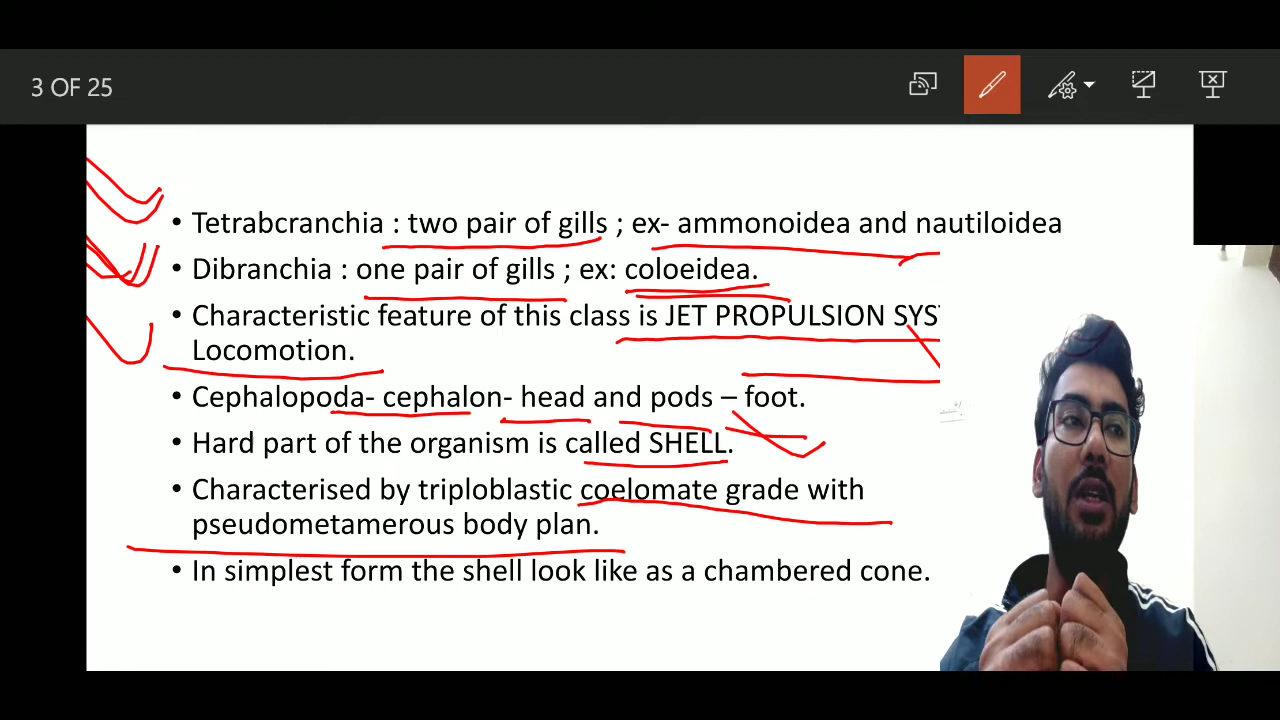 3 OF 25
• Tetrabcranchia : two pair of gills ; ex- ammonoidea and nautiloidea
• Dibranchia : one pair of gills ; ex: coloeidea.
• Characteristic feature of this class is JET PROPULSION
Locomotion.
• Cephalopoda- cephalon- head and pods – foot.
• Hard part of the organism is called SHELL.
• Characterised by triploblastic coelomate grade with
pseudometamerous body plan.
• In simplest form the shell look like as a chambered cone.